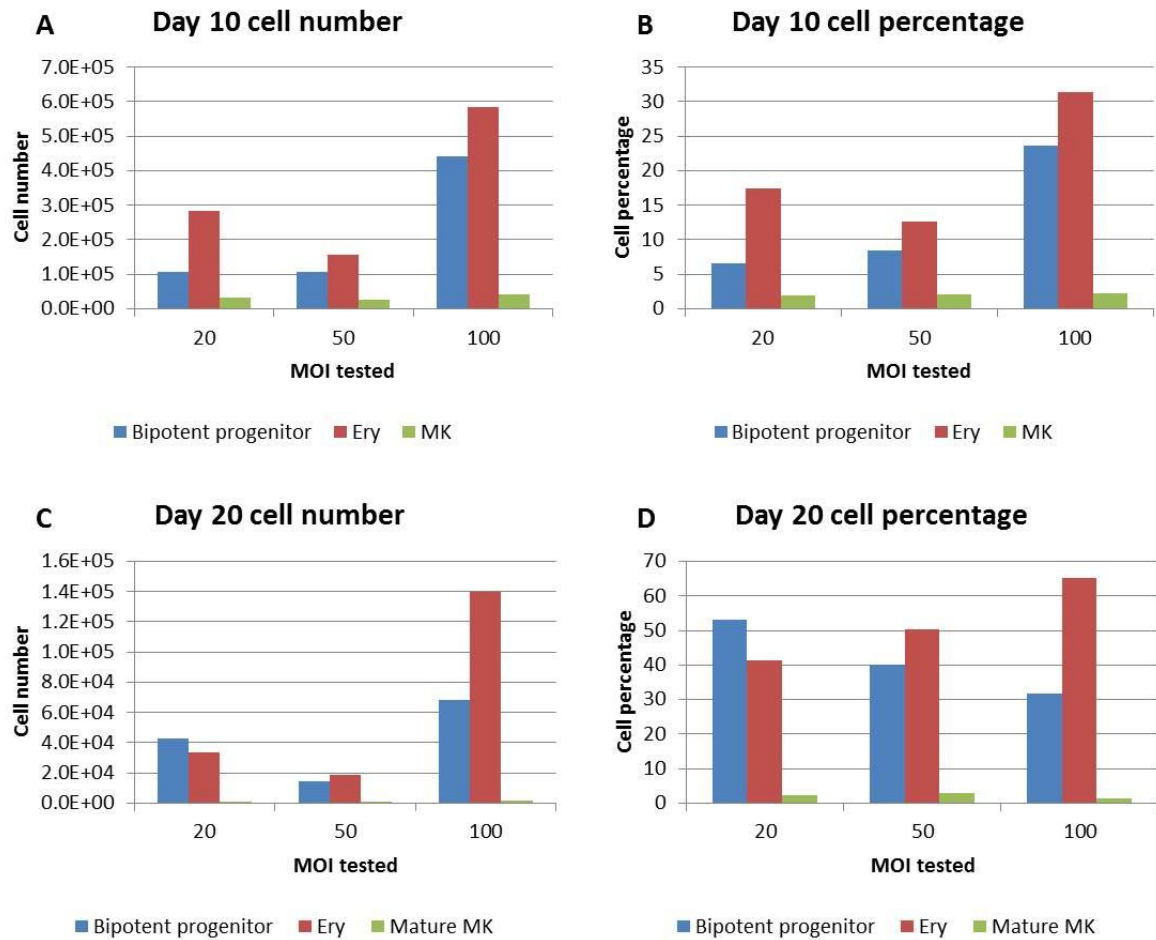 A Day 10 cell number
7.0E+05
6.0E+05
5.0E+05
4.0E+05
3.0E+05
2.0E+05
1.0E+05
0.0E+00
Cell number
20 50 100
MOI tested
Bipotent progenitor Ery MK
B Day 10 cell percentage
35
30
25
20
15
10
5
0
Cell percentage
20 50 100
MOI tested
Bipotent progenitor Ery MK
C Day 20 cell number
1.6E+05
1.4E+05
1.2E+05
1.0E+05
8.0E+04
6.0E+04
4.0E+04
2.0E+04
0.0E+00
Cell number
20 50 100
MOI tested
Bipotent progenitor Ery Mature MK
D Day 20 cell percentage
70
60
50
40
30
20
10
0
Cell percentage
20 50 100
MOI tested
Bipotent progenitor Ery Mature MK